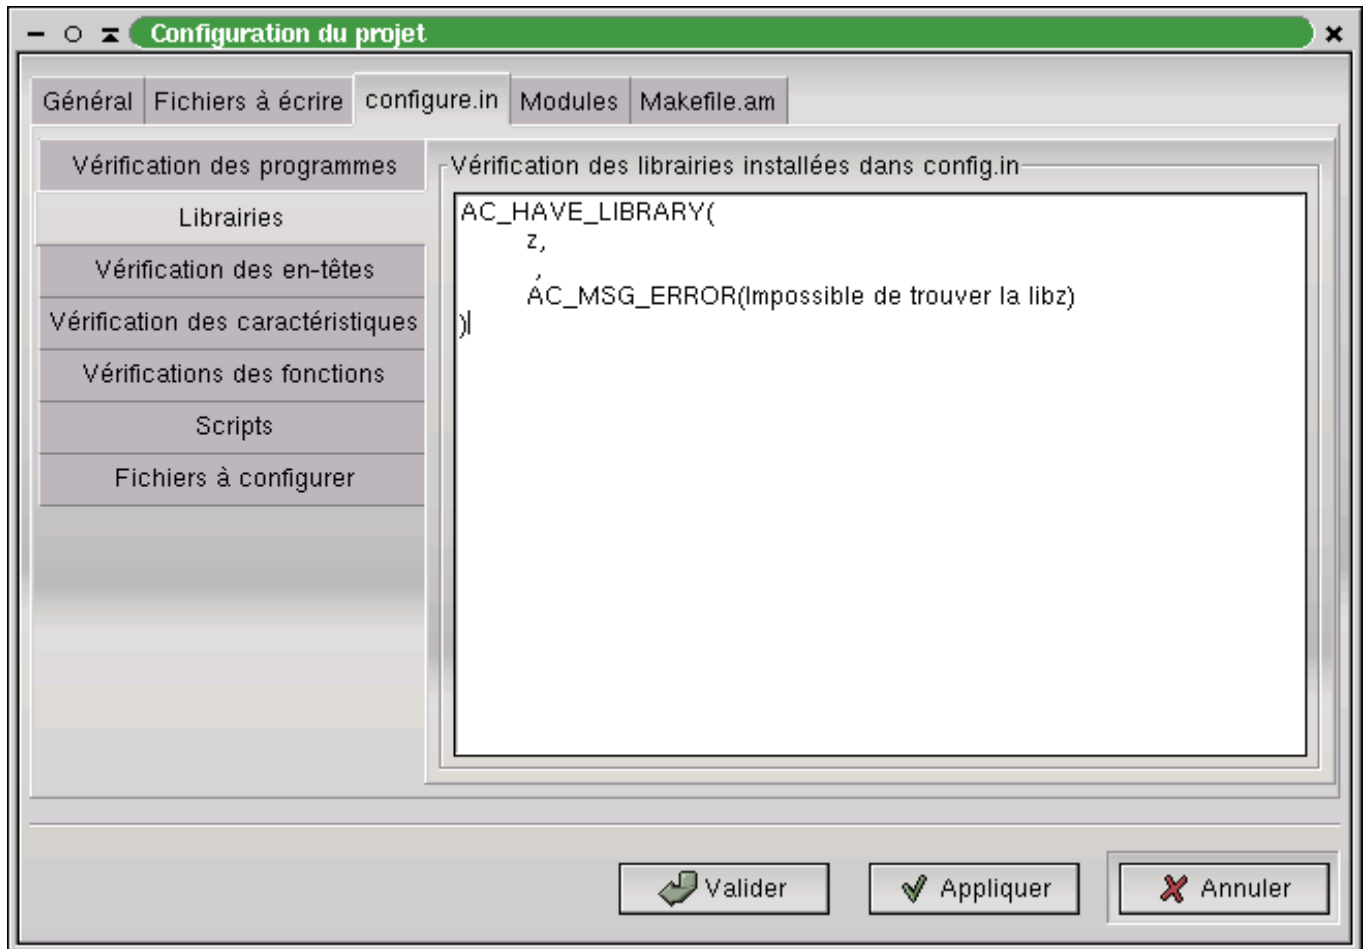 Configuration du projet
Général
Fichiers à écrire
configure.in
Modules
Makefile.am
Vérification des programmes
Librairies
Vérification des en-têtes
Vérification des caractéristiques
Vérifications des fonctions
Scripts
Fichiers à configurer
Vérification des librairies installées dans config.in
AC_HAVE_LIBRARY(
z,
,
AC_MSG_ERROR(Impossible de trouver la libz)
)
Valider
Appliquer
Annuler